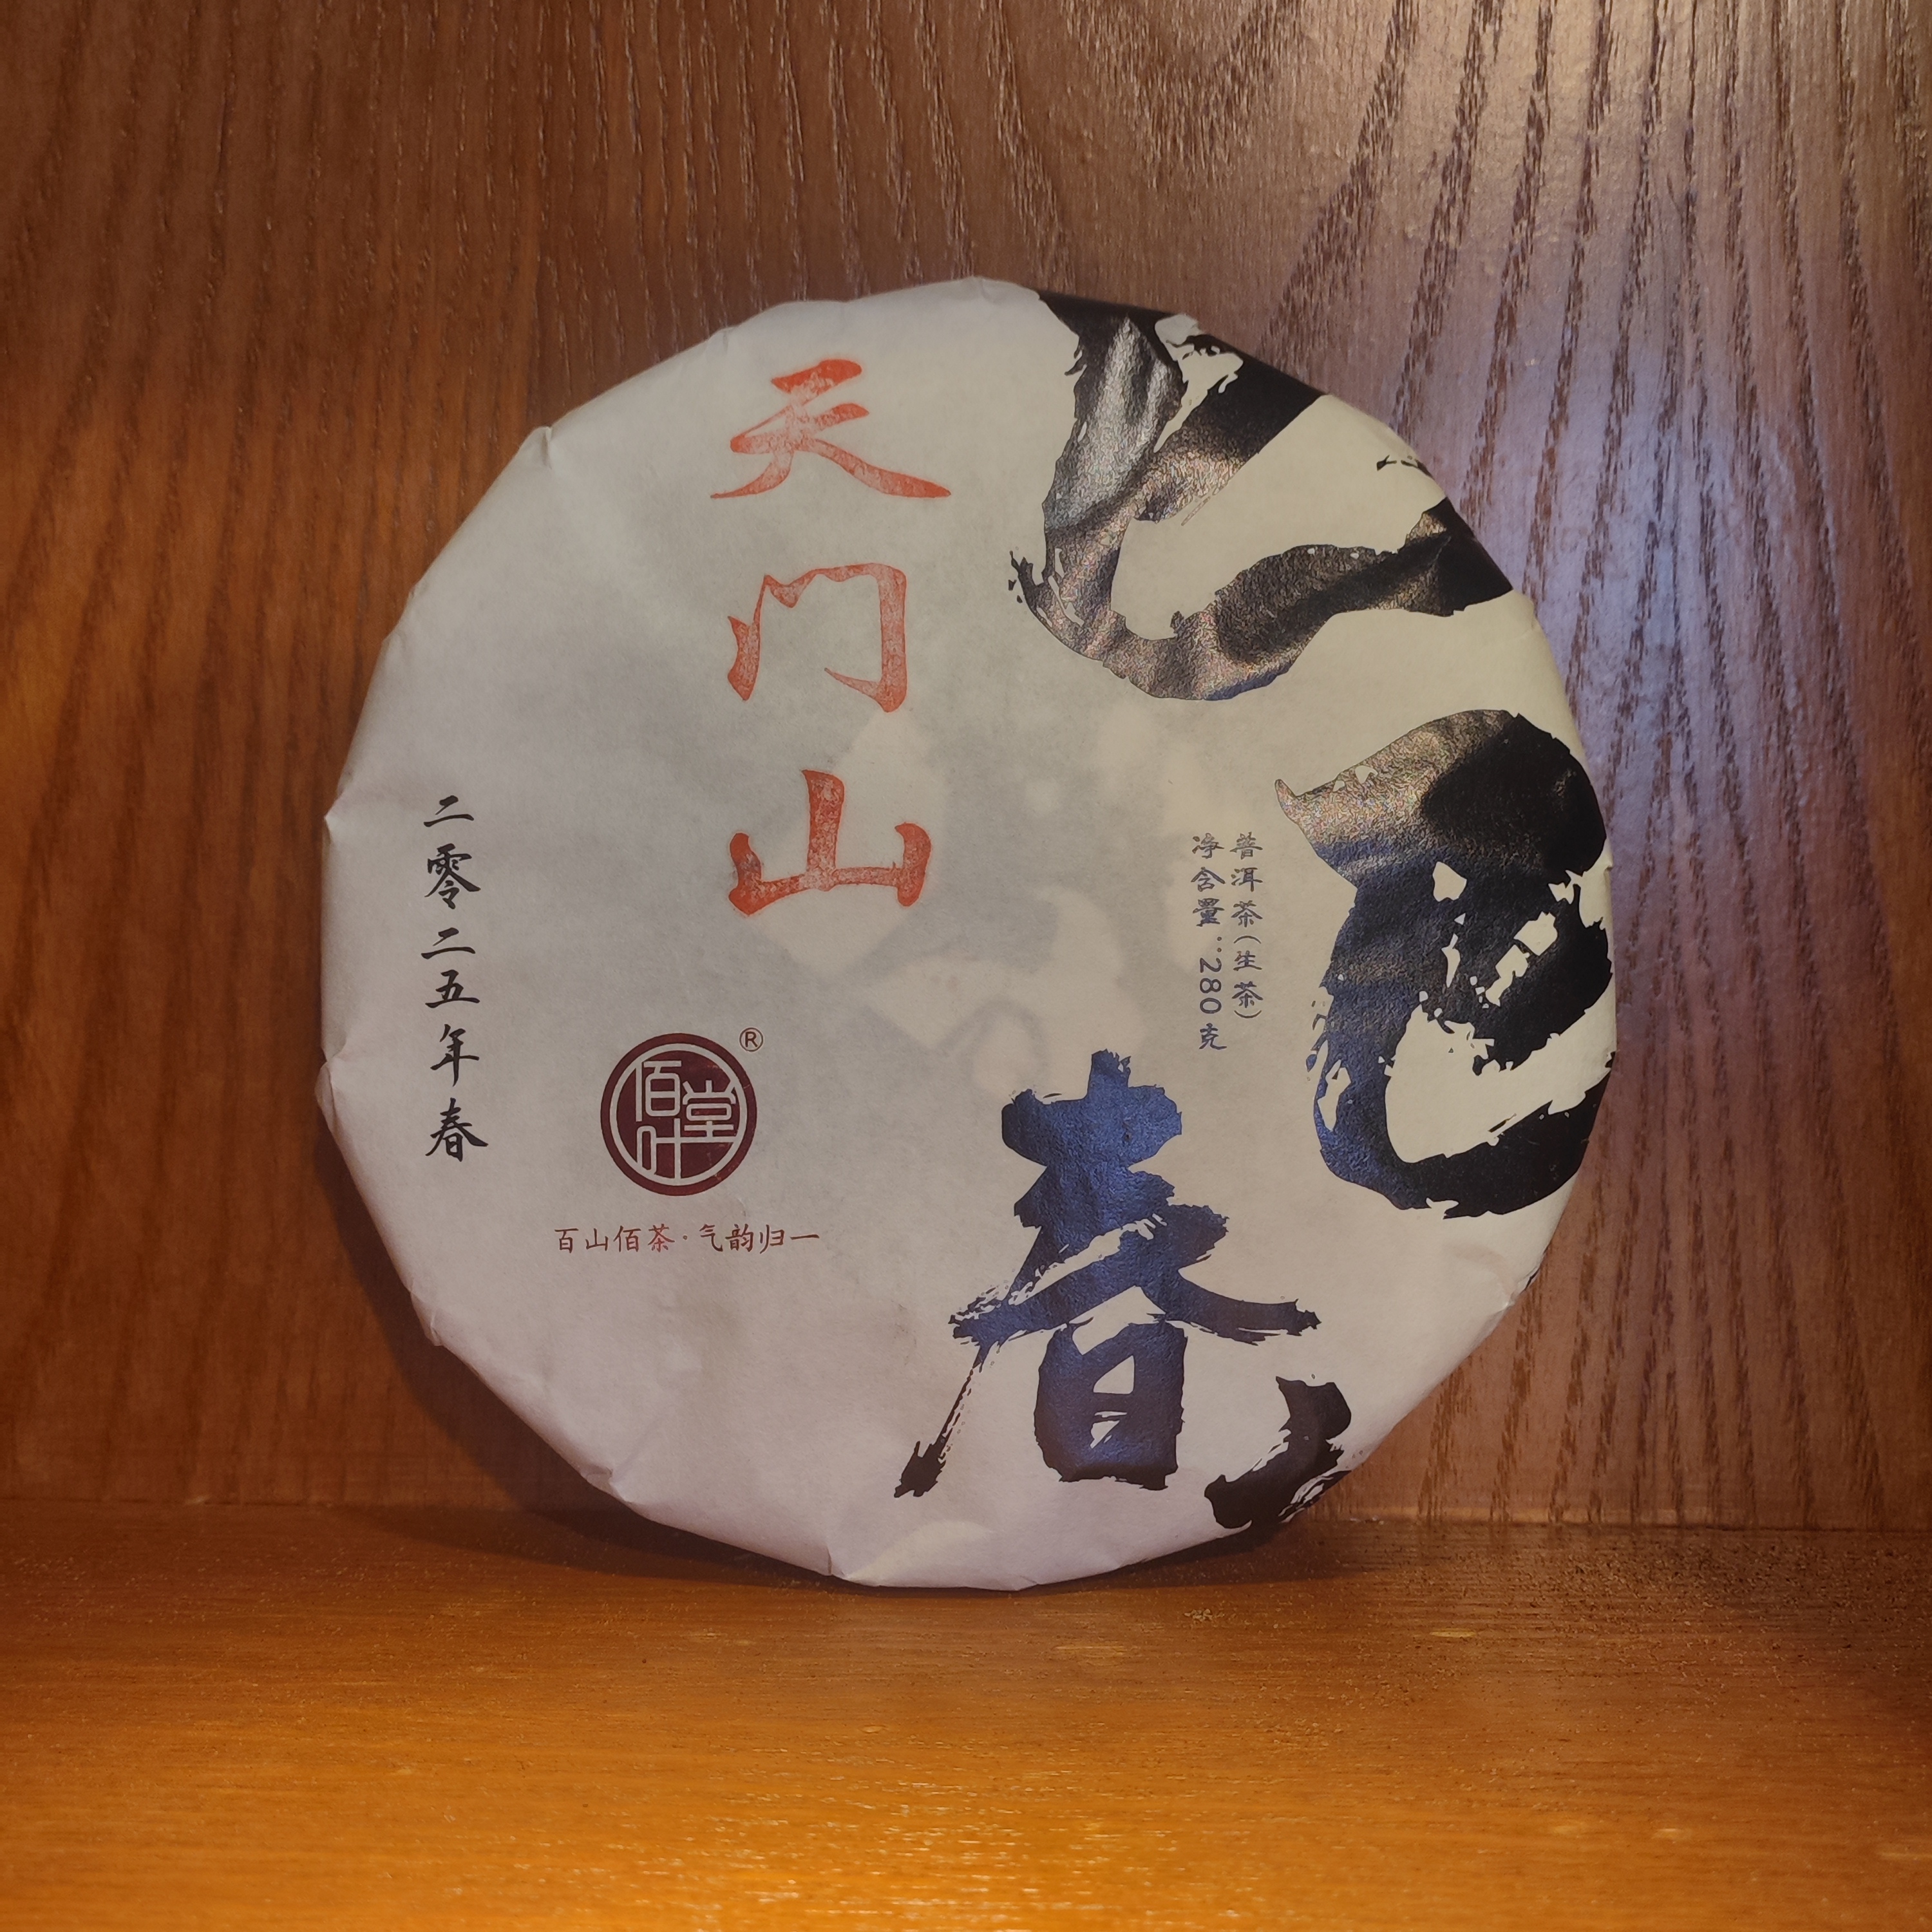 普洱茶(生茶)
净含量:280克
春
天门山
二零二五年春
佰仕堂
®
百山佰茶·气韵归一